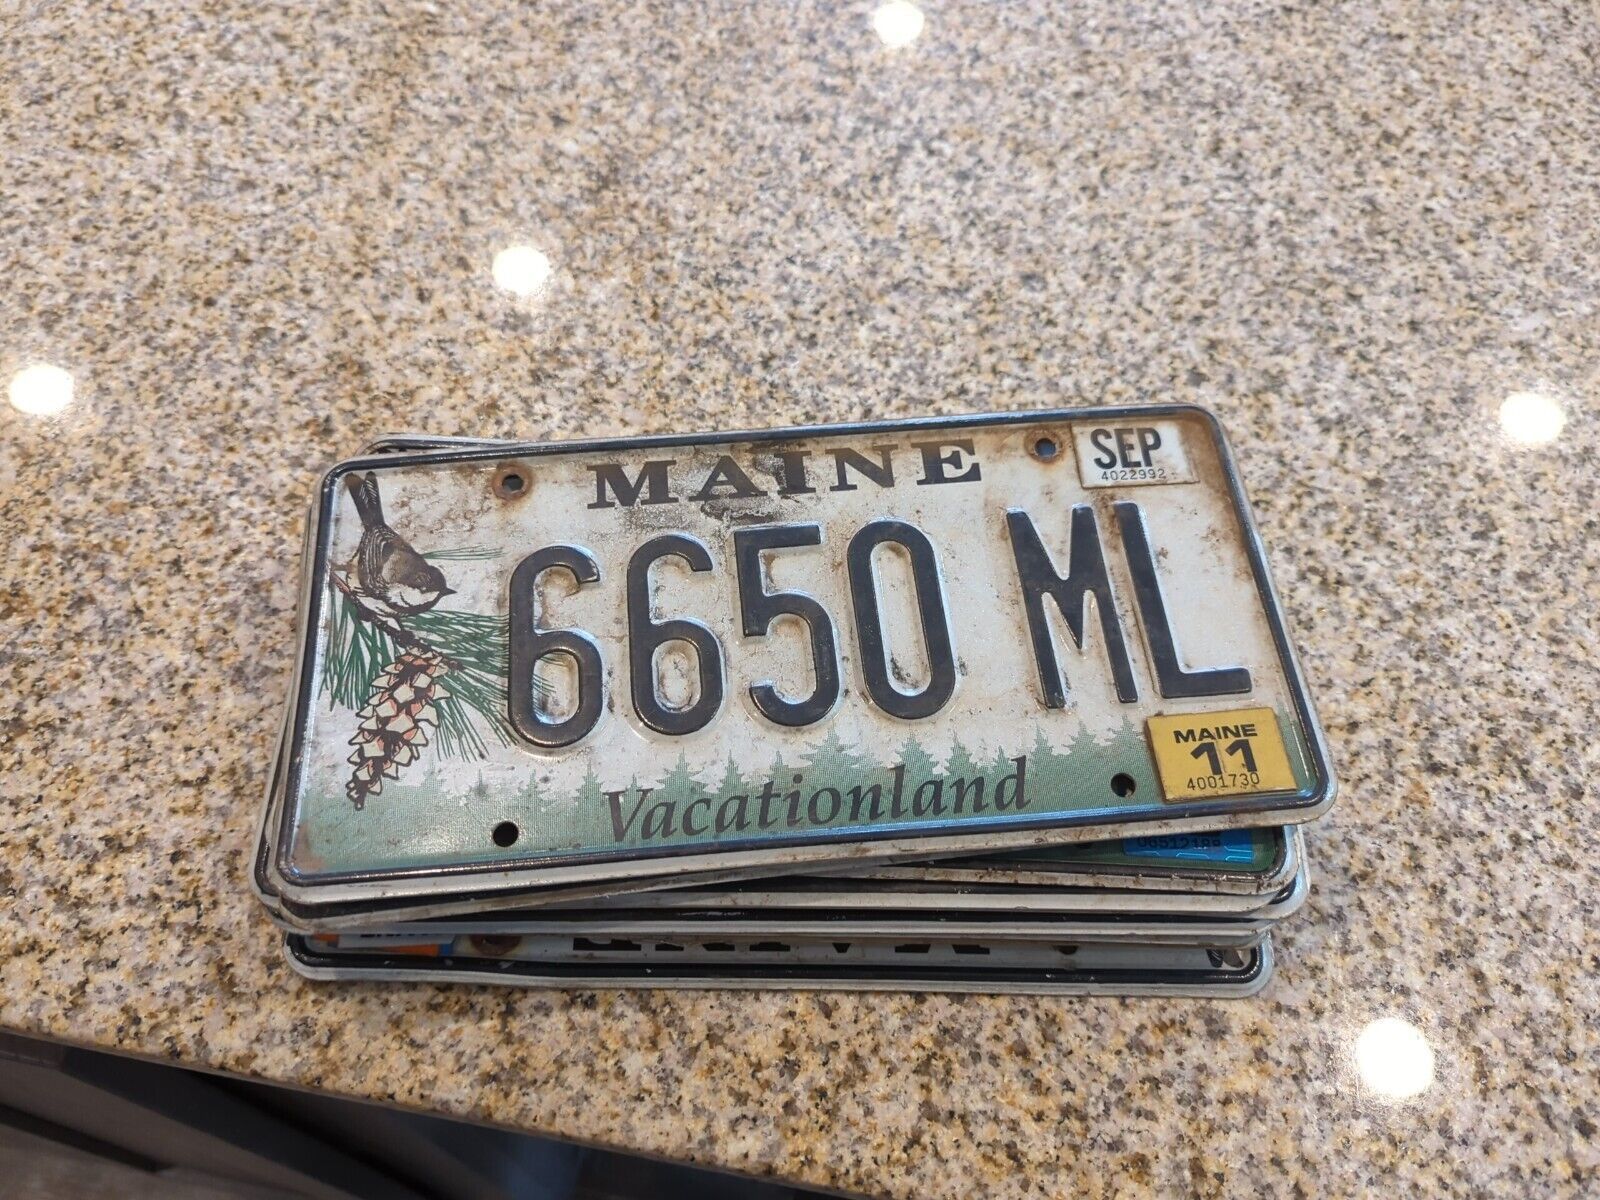 MAINE
SEP
4022992
6650 ML
MAINE
11
4001730
Vacationland